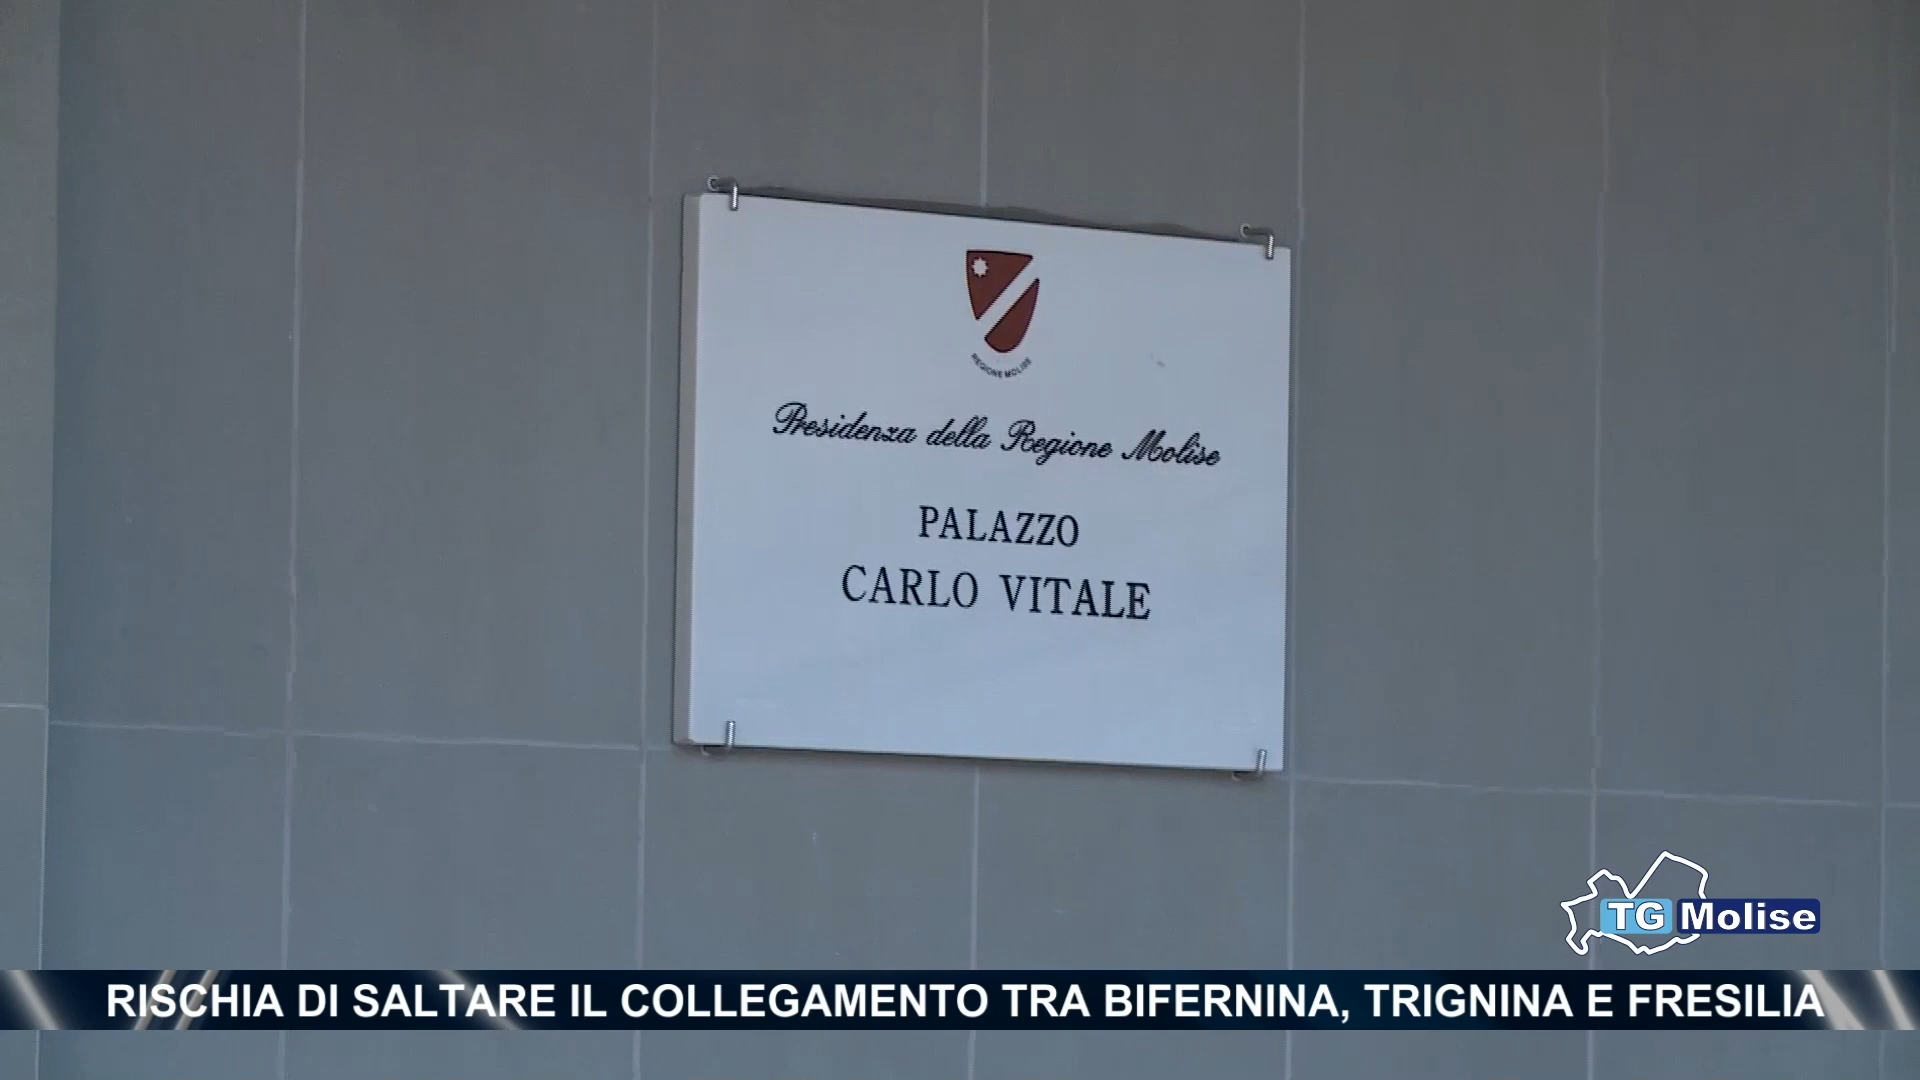 REGIONE MOLISE
Presidenza della Regione Molise
PALAZZO
CARLO VITALE
TG Molise
RISCHIA DI SALTARE IL COLLEGAMENTO TRA BIFERNINA, TRIGNINA E FRESILIA